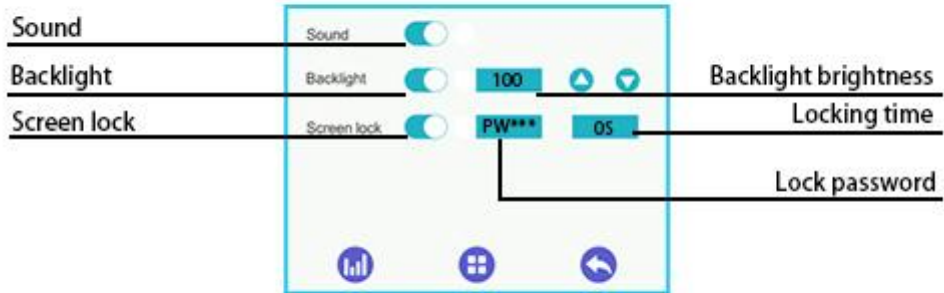 Sound
Sound
Backlight
Backlight
100
Backlight brightness
Screen lock
Screen lock
PW***
0S
Locking time
Lock password